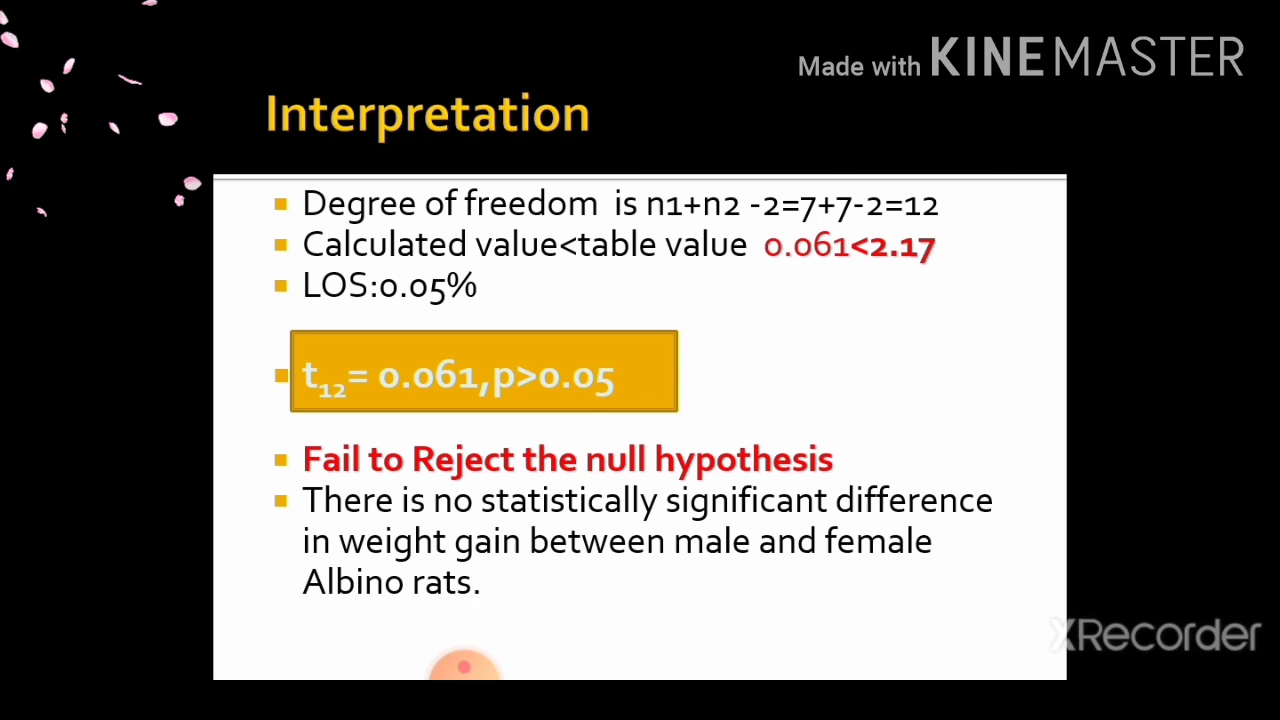 Made with KINEMASTER
Interpretation
Degree of freedom is n1+n2 -2=7+7-2=12
Calculated value<table value 0.061<2.17
LOS:0.05%
t12= 0.061,p>0.05
Fail to Reject the null hypothesis
There is no statistically significant difference
in weight gain between male and female
Albino rats.
XRecorder